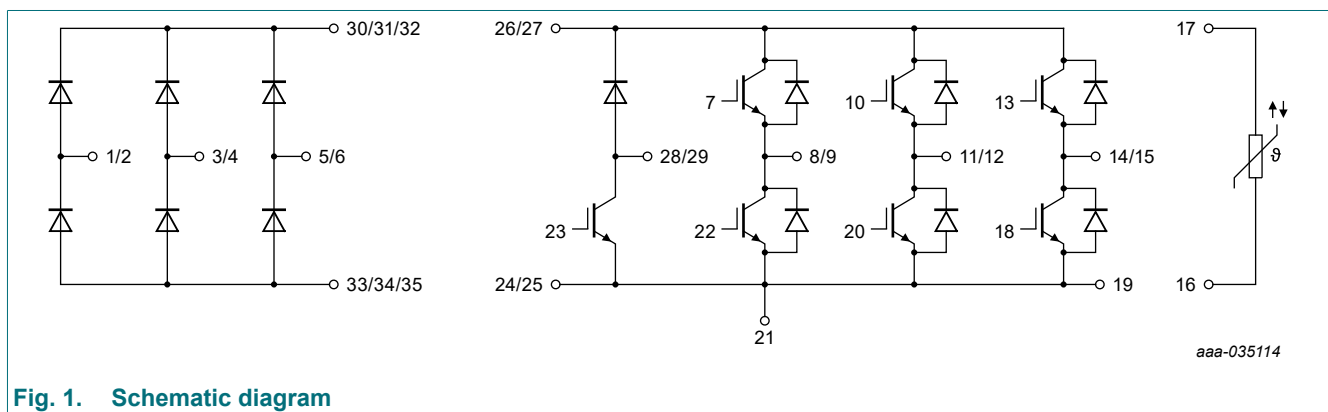 30/31/32 26/27 17
7 10 13
1/2 3/4 5/6 28/29 8/9 11/12 14/15 ϑ
23 22 20 18
33/34/35 24/25 19 16
21
aaa-035114
Fig. 1. Schematic diagram